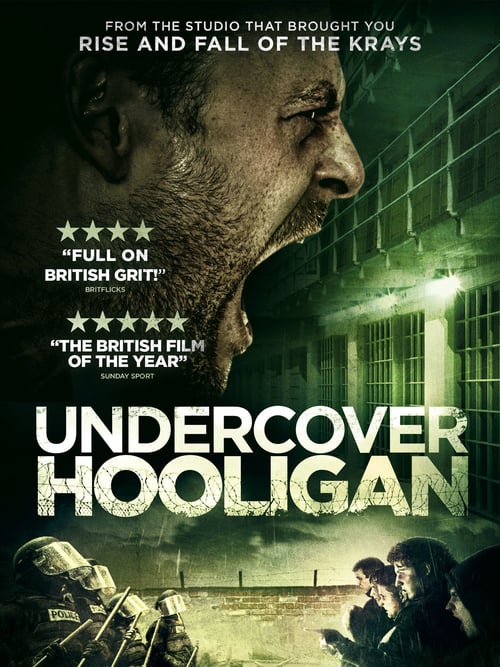 FROM THE STUDIO THAT BROUGHT YOU
RISE AND FALL OF THE KRAYS
“FULL ON
BRITISH GRIT!”
BRITFLICKS
“THE BRITISH FILM
OF THE YEAR”
SUNDAY SPORT
UNDERCOVER
HOOLIGAN
POLICE